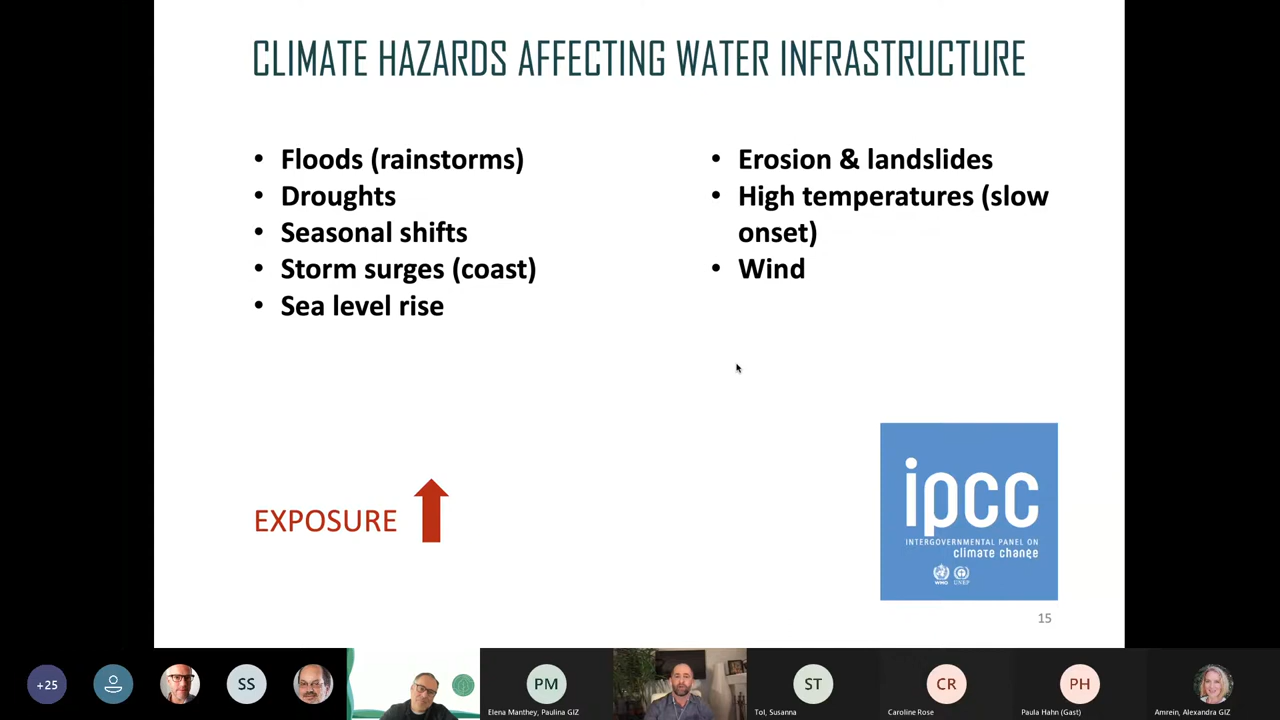 CLIMATE HAZARDS AFFECTING WATER INFRASTRUCTURE
• Floods (rainstorms)
• Droughts
• Seasonal shifts
• Storm surges (coast)
• Sea level rise
• Erosion & landslides
• High temperatures (slow
onset)
• Wind
EXPOSURE
ipcc
INTERGOVERNMENTAL PANEL ON
climate change
WMO UNEP
15
+25
SS
PM
ST
CR
PH
Elena Manthey, Paulina GIZ
Tol, Susanna
Caroline Rose
Paula Hahn (Gast)
Amrein, Alexandra GIZ